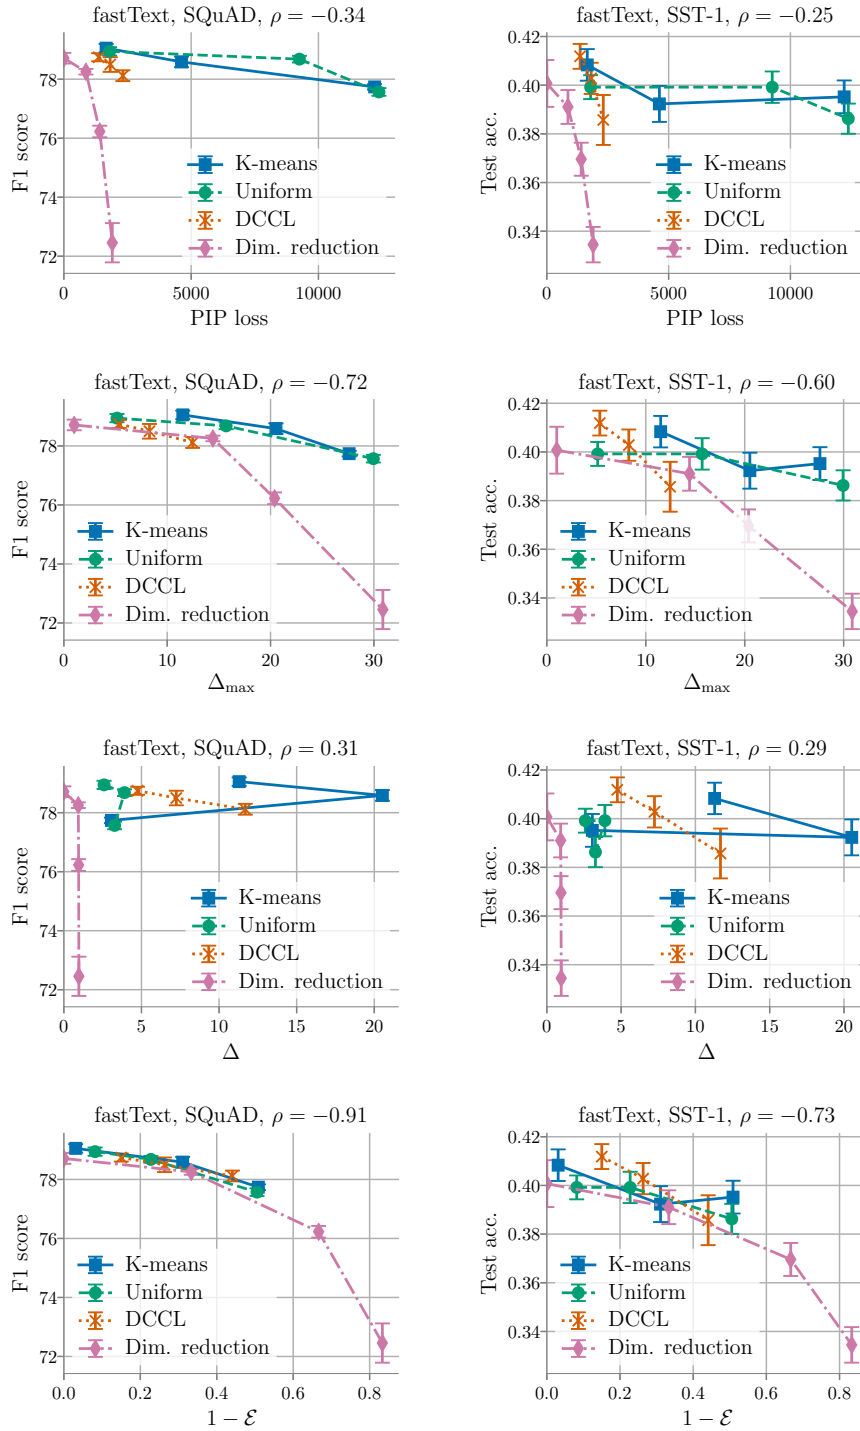 fastText, SQuAD, ρ = −0.34
F1 score
78
76
74
72
K-means
Uniform
DCCL
Dim. reduction
0 5000 10000
PIP loss
fastText, SST-1, ρ = −0.25
Test acc.
0.42
0.40
0.38
0.36
0.34
K-means
Uniform
DCCL
Dim. reduction
0 5000 10000
PIP loss
fastText, SQuAD, ρ = −0.72
F1 score
78
76
74
72
K-means
Uniform
DCCL
Dim. reduction
0 10 20 30
Δmax
fastText, SST-1, ρ = −0.60
Test acc.
0.42
0.40
0.38
0.36
0.34
K-means
Uniform
DCCL
Dim. reduction
0 10 20 30
Δmax
fastText, SQuAD, ρ = 0.31
F1 score
78
76
74
72
K-means
Uniform
DCCL
Dim. reduction
0 5 10 15 20
Δ
fastText, SST-1, ρ = 0.29
Test acc.
0.42
0.40
0.38
0.36
0.34
K-means
Uniform
DCCL
Dim. reduction
0 5 10 15 20
Δ
fastText, SQuAD, ρ = −0.91
F1 score
78
76
74
72
K-means
Uniform
DCCL
Dim. reduction
0.0 0.2 0.4 0.6 0.8
1 − ℰ
fastText, SST-1, ρ = −0.73
Test acc.
0.42
0.40
0.38
0.36
0.34
K-means
Uniform
DCCL
Dim. reduction
0.0 0.2 0.4 0.6 0.8
1 − ℰ